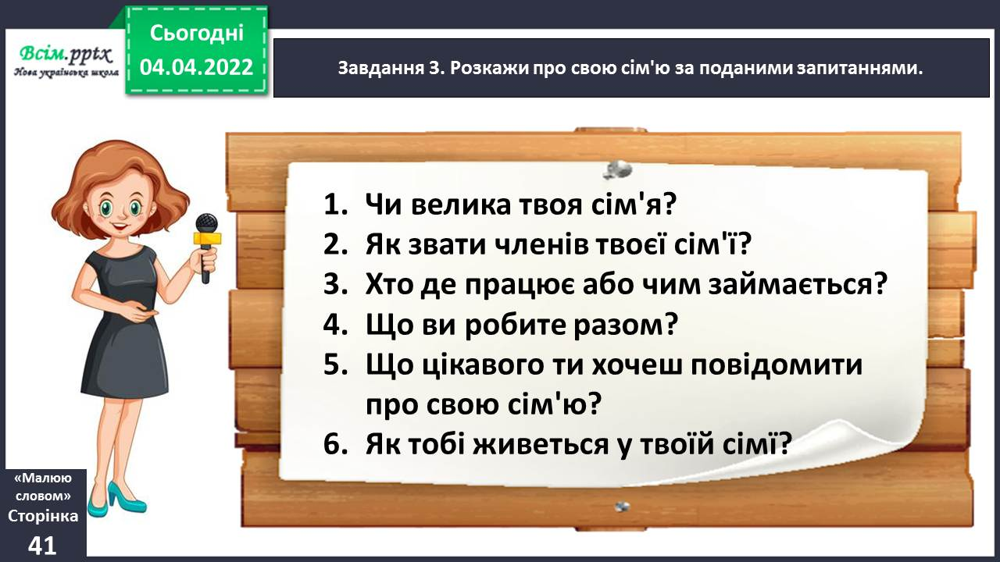 Сьогодні
04.04.2022
Всім.pptx
Нова українська школа
Завдання 3. Розкажи про свою сім'ю за поданими запитаннями.
1. Чи велика твоя сім'я?
2. Як звати членів твоєї сім'ї?
3. Хто де працює або чим займається?
4. Що ви робите разом?
5. Що цікавого ти хочеш повідомити
про свою сім'ю?
6. Як тобі живеться у твоїй сімї?
«Малюю
словом»
Сторінка
41